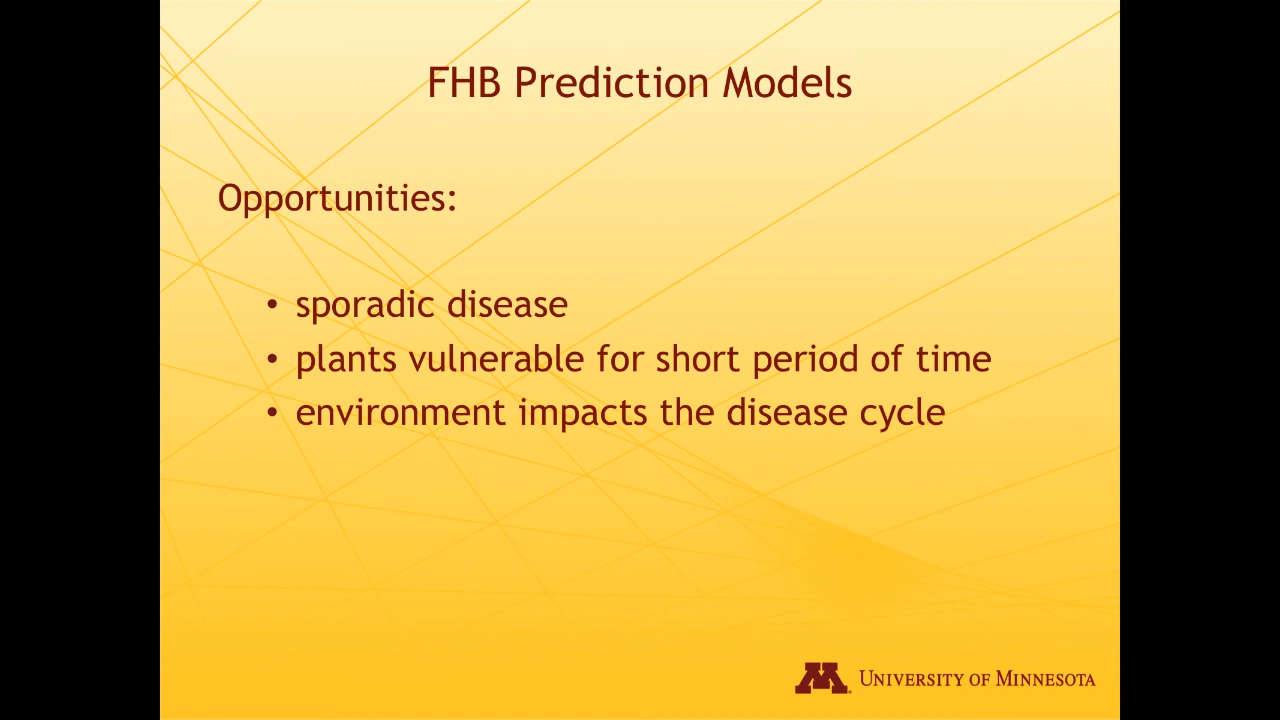 FHB Prediction Models
Opportunities:
• sporadic disease
• plants vulnerable for short period of time
• environment impacts the disease cycle
M. UNIVERSITY OF MINNESOTA